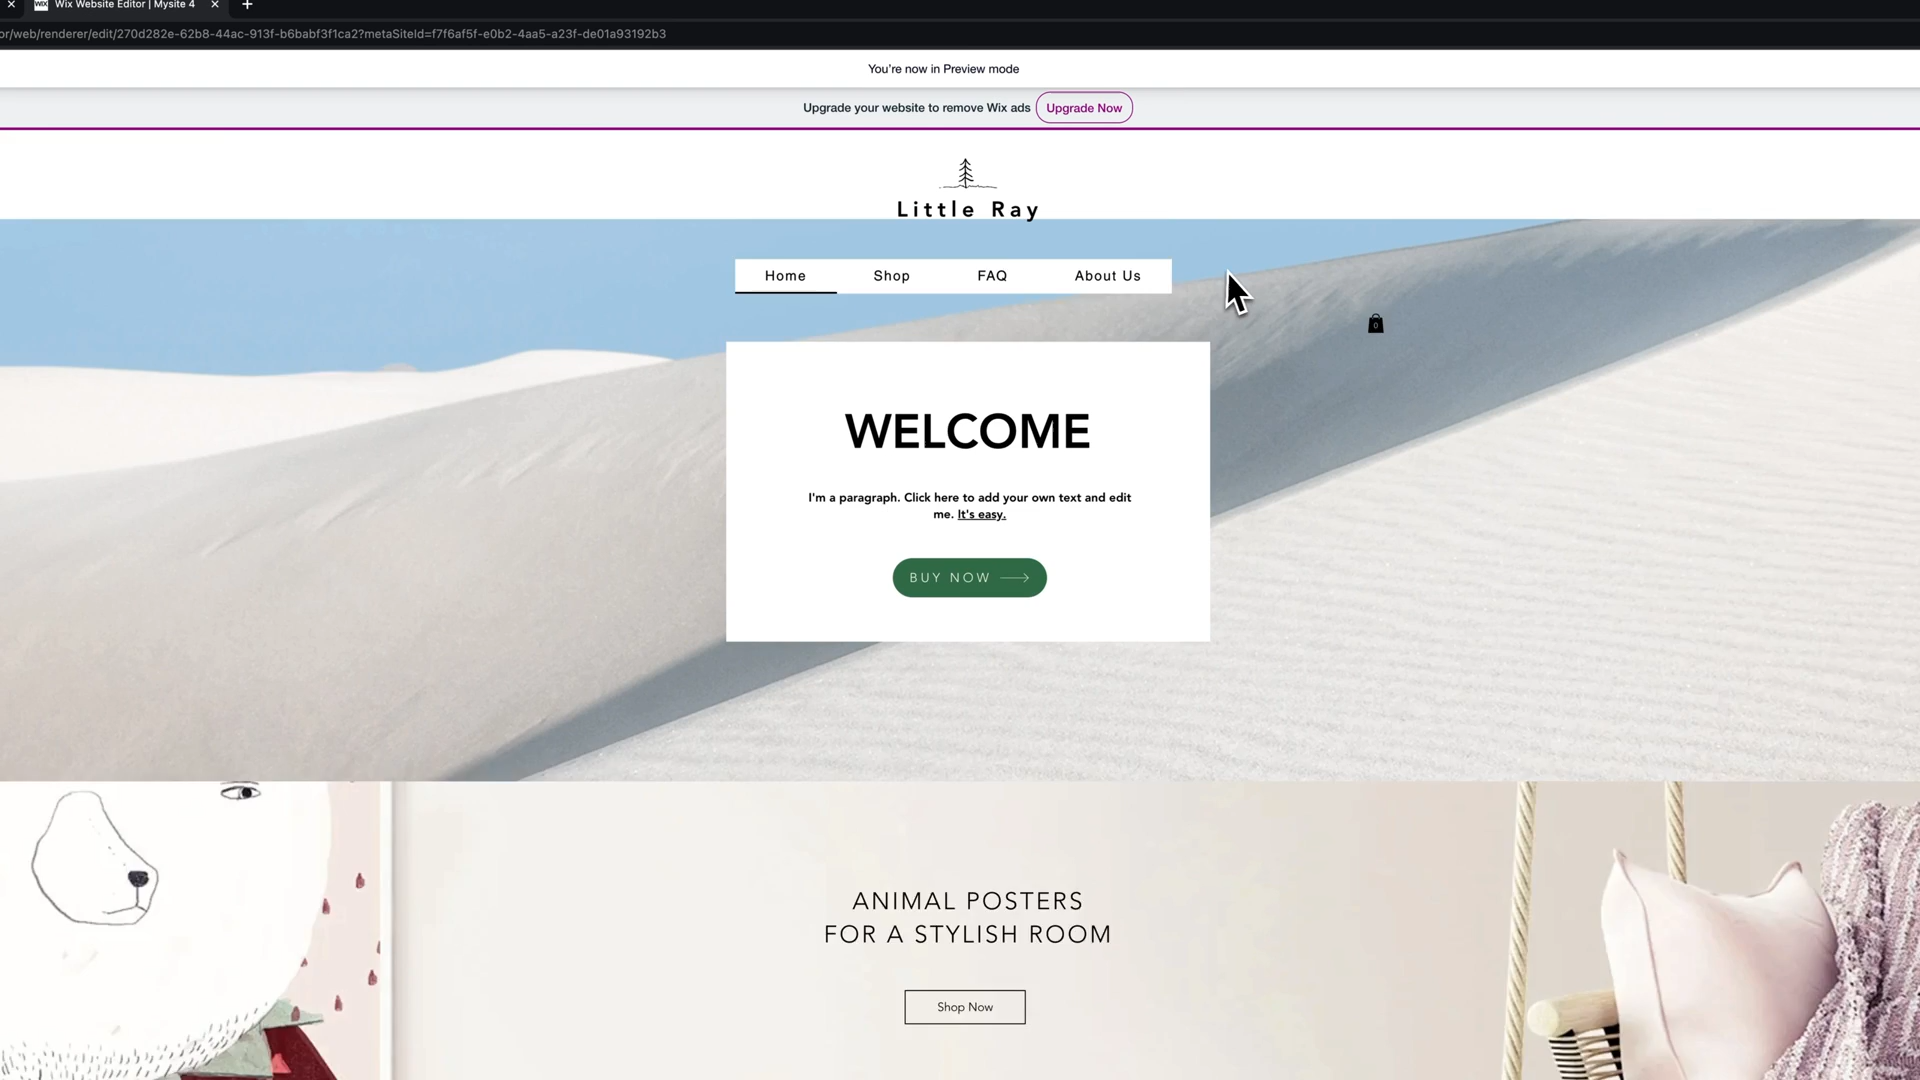 WIX Wix Website Editor | Mysite 4
or/web/renderer/edit/270d282e-62b8-44ac-913f-b6babf3f1ca2?metaSiteId=f7f6af5f-e0b2-4aa5-a23f-de01a93192b3
You're now in Preview mode
Upgrade your website to remove Wix ads Upgrade Now
Little Ray
Home Shop FAQ About Us
0
WELCOME
I'm a paragraph. Click here to add your own text and edit
me. It's easy.
BUY NOW
ANIMAL POSTERS
FOR A STYLISH ROOM
Shop Now